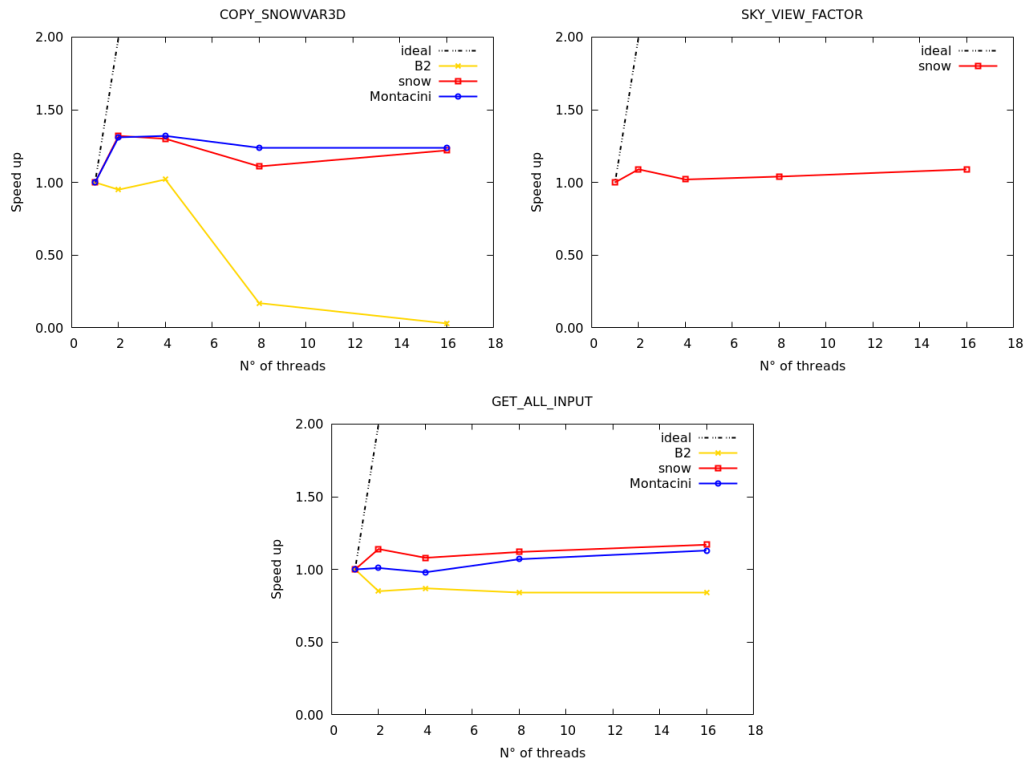 COPY_SNOWVAR3D
2.00
1.50
1.00
0.50
0.00
Speed up
ideal
B2
snow
Montacini
0 2 4 6 8 10 12 14 16 18
N° of threads
SKY_VIEW_FACTOR
2.00
1.50
1.00
0.50
0.00
Speed up
ideal
snow
0 2 4 6 8 10 12 14 16 18
N° of threads
GET_ALL_INPUT
2.00
1.50
1.00
0.50
0.00
Speed up
ideal
B2
snow
Montacini
0 2 4 6 8 10 12 14 16 18
N° of threads